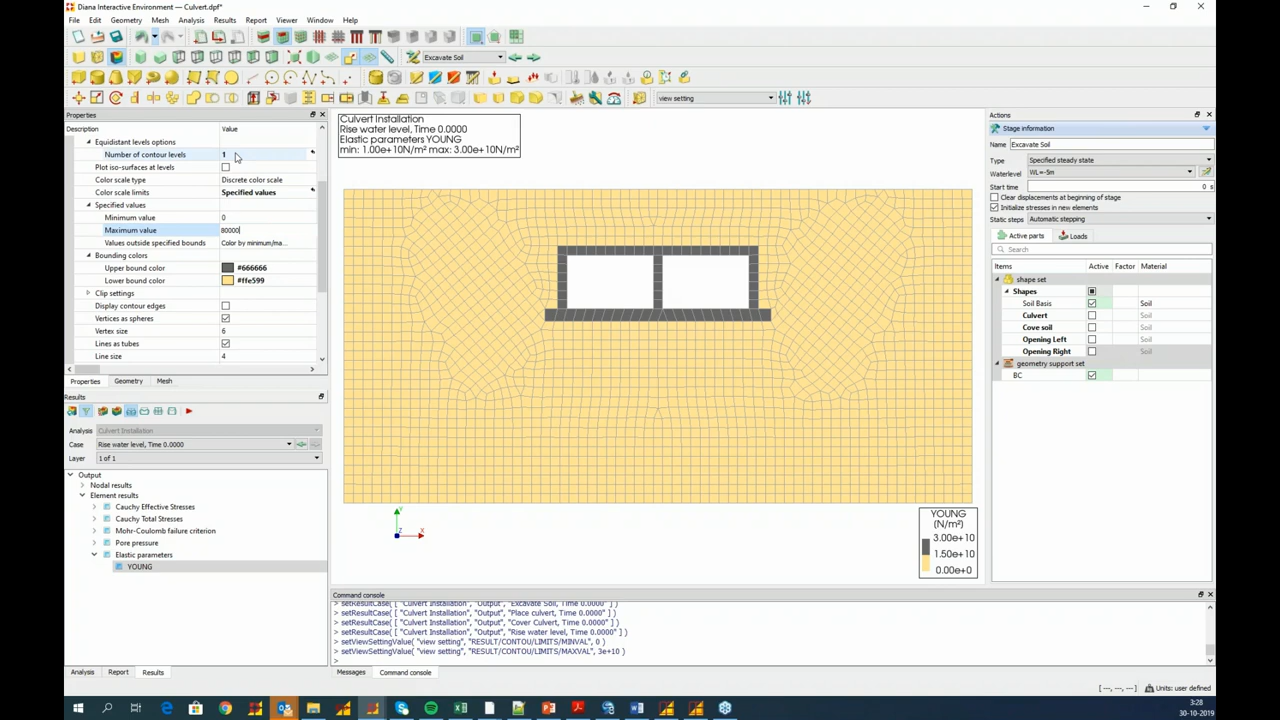 Diana Interactive Environment — Culvert.dpf*
File Edit Geometry Mesh Analysis Results Report Viewer Window Help
Excavate Soil
view setting
Properties
Description Value
Equidistant levels options
Number of contour levels 1
Plot iso-surfaces at levels
Color scale type Discrete color scale
Color scale limits Specified values
Specified values
Minimum value 0
Maximum value 80000
Values outside specified bounds Color by minimum/ma...
Bounding colors
Upper bound color #666666
Lower bound color #ffe599
Clip settings
Display contour edges
Vertices as spheres
Vertex size 6
Lines as tubes
Line size 4
Properties Geometry Mesh
Results
Analysis Culvert Installation
Case Rise water level, Time 0.0000
Layer 1 of 1
Output
Nodal results
Element results
Cauchy Effective Stresses
Cauchy Total Stresses
Mohr-Coulomb failure criterion
Pore pressure
Elastic parameters
YOUNG
Analysis Report Results
Culvert Installation
Rise water level, Time 0.0000
Elastic parameters YOUNG
min: 1.00e+10N/m² max: 3.00e+10N/m²
Y
Z X
YOUNG
(N/m²)
3.00e+10
1.50e+10
0.00e+0
Command console
> setResultCase( [ "Culvert Installation", "Output", "Excavate Soil, Time 0.0000" ] )
> setResultCase( [ "Culvert Installation", "Output", "Place culvert, Time 0.0000" ] )
> setResultCase( [ "Culvert Installation", "Output", "Cover Culvert, Time 0.0000" ] )
> setResultCase( [ "Culvert Installation", "Output", "Rise water level, Time 0.0000" ] )
> setViewSettingValue( "view setting", "RESULT/CONTOU/LIMITS/MINVAL", 0 )
> setViewSettingValue( "view setting", "RESULT/CONTOU/LIMITS/MAXVAL", 3e+10 )
>
Messages Command console
Actions
Stage information
Name Excavate Soil
Type Specified steady state
Waterlevel WL=-5m
Start time 0 s
Clear displacements at beginning of stage
Initialize stresses in new elements
Static steps Automatic stepping
Active parts Loads
Search
Items Active Factor Material
shape set
Shapes
Soil Basis Soil
Culvert Soil
Cove soil Soil
Opening Left Soil
Opening Right Soil
geometry support set
BC
[ ---, ---, --- ] Units: user defined
3:28
30-10-2019